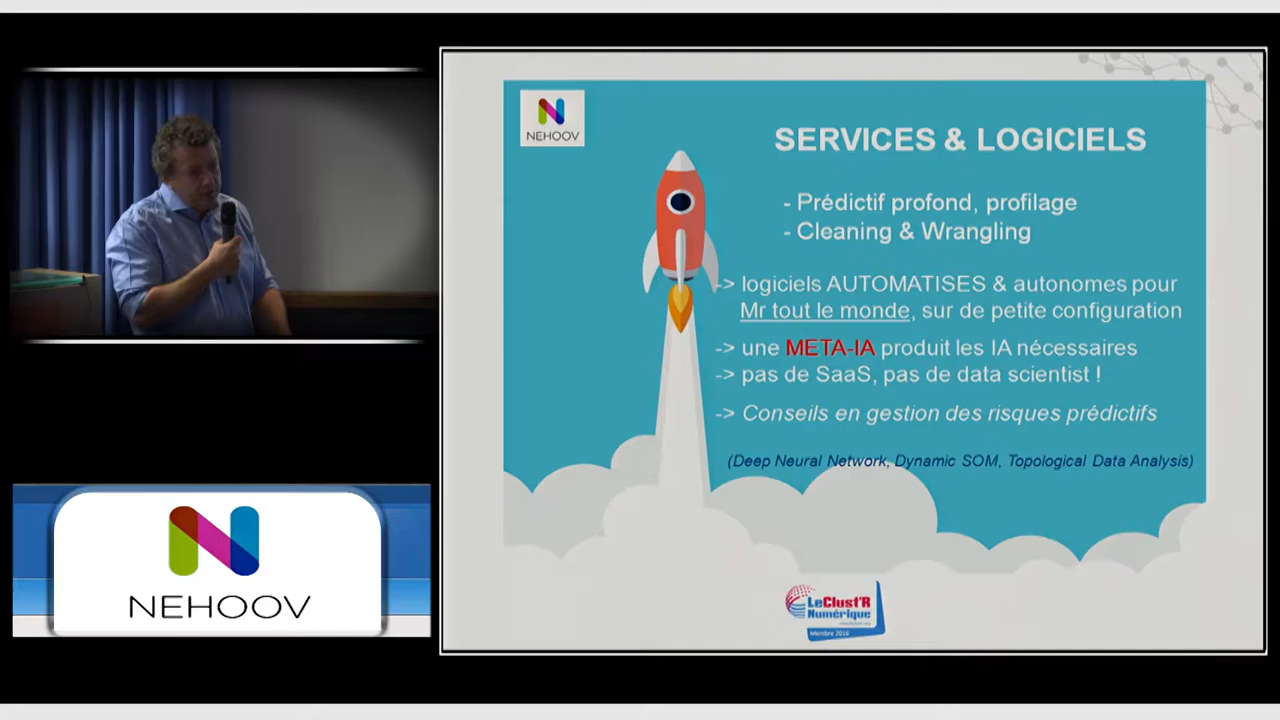 NEHOOV
SERVICES & LOGICIELS
- Prédictif profond, profilage
- Cleaning & Wrangling
-> logiciels AUTOMATISES & autonomes pour
Mr tout le monde, sur de petite configuration
-> une META-IA produit les IA nécessaires
-> pas de SaaS, pas de data scientist !
-> Conseils en gestion des risques prédictifs
(Deep Neural Network, Dynamic SOM, Topological Data Analysis)
LeClust'R
Numérique
Membre 2016
NEHOOV